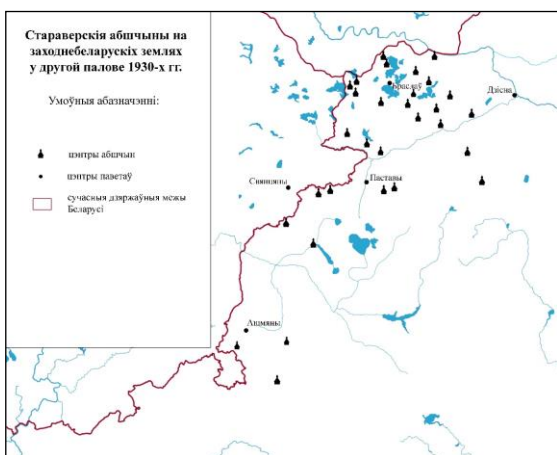 Стараверскія абшчыны на
заходнебеларускіх землях
у другой палове 1930-х гг.
Умоўныя абазначэнні:
цэнтры абшчын
цэнтры паветаў
сучасныя дзяржаўныя межы
Беларусі
Браслаў
Дзісна
Свянцяны
Паставы
Ашмяны